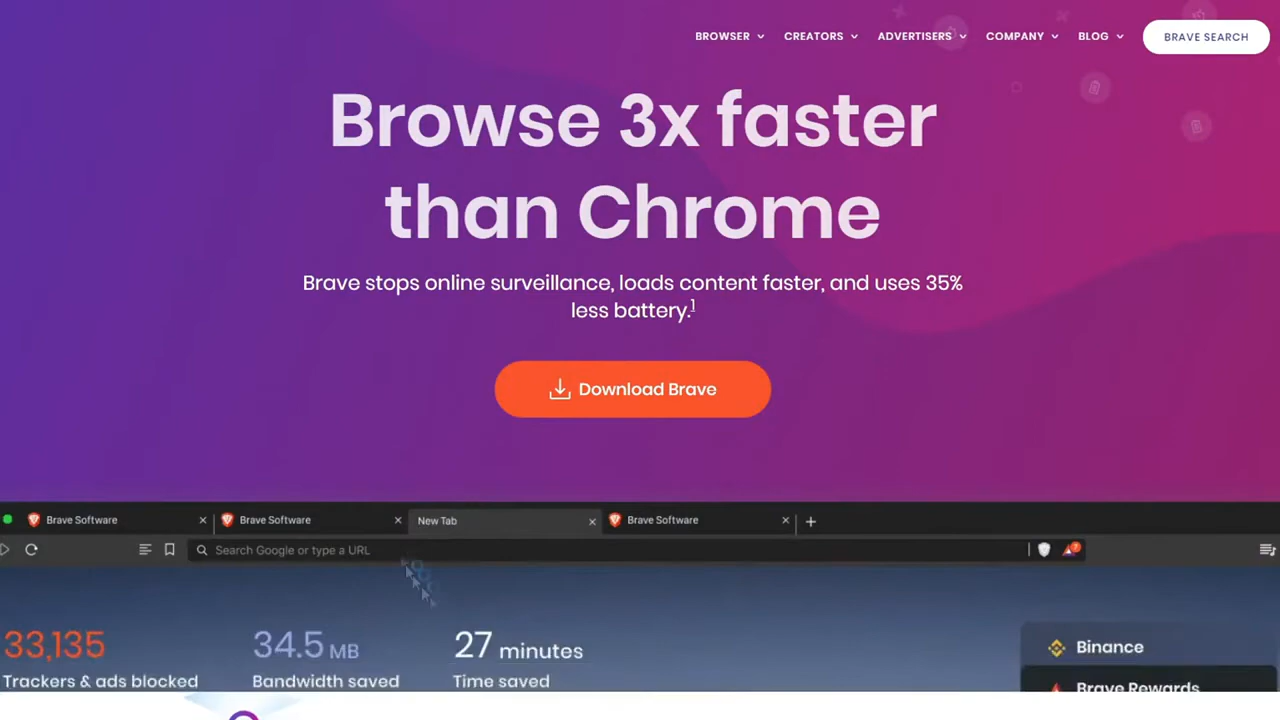 BROWSER CREATORS ADVERTISERS COMPANY BLOG BRAVE SEARCH
Browse 3x faster
than Chrome
Brave stops online surveillance, loads content faster, and uses 35%
less battery.1
Download Brave
Brave Software Brave Software New Tab Brave Software
Search Google or type a URL
33,135 34.5 MB 27 minutes
Trackers & ads blocked Bandwidth saved Time saved
Binance
Brave Rewards